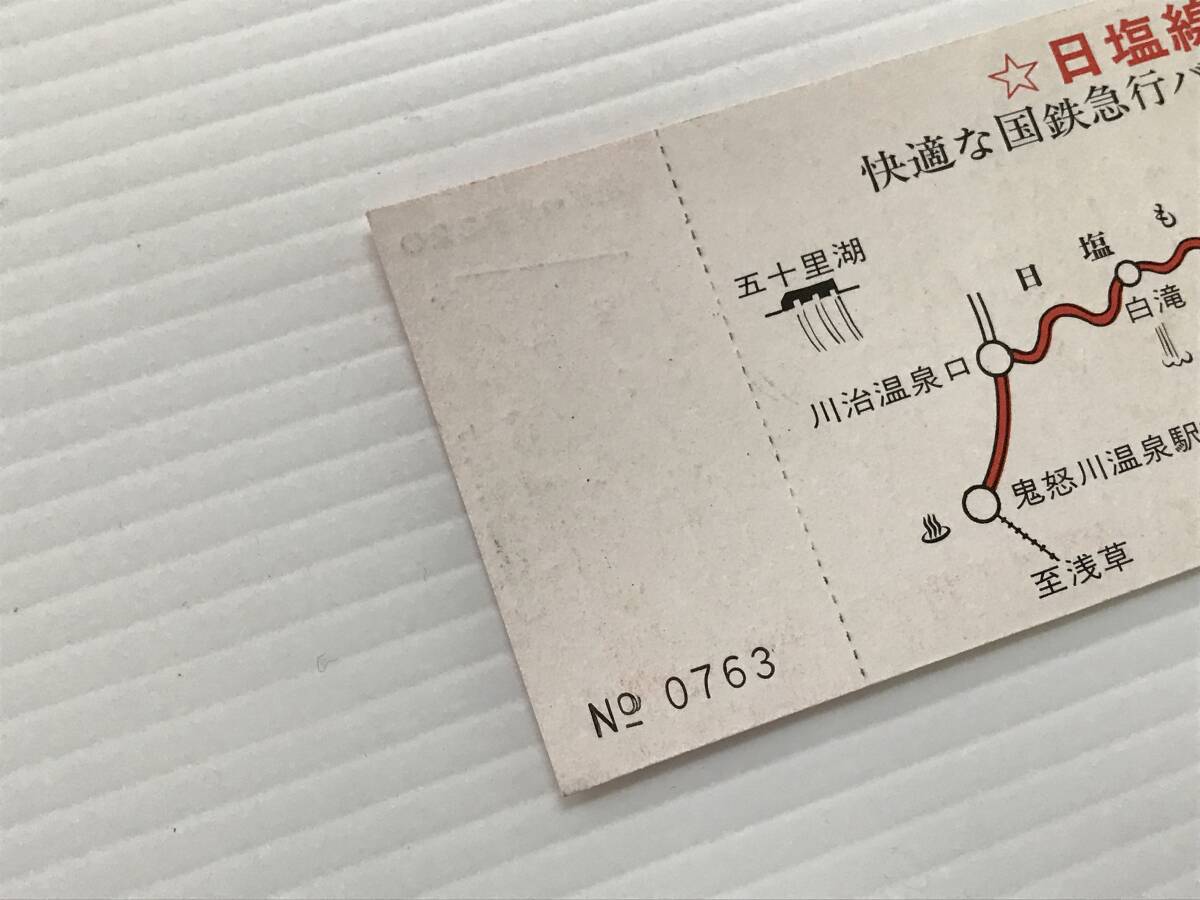 ☆日塩線
快適な国鉄急行バ
日塩も
五十里湖
白滝
川治温泉口
鬼怒川温泉駅
至浅草
№ 0763